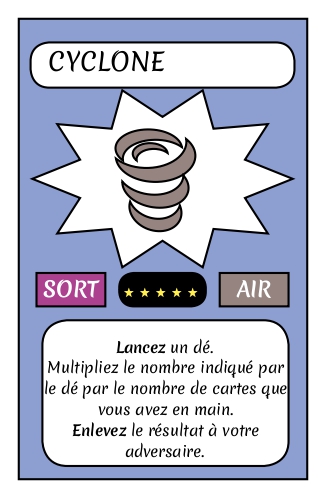 CYCLONE
SORT
AIR
Lancez un dé.
Multipliez le nombre indiqué par
le dé par le nombre de cartes que
vous avez en main.
Enlevez le résultat à votre
adversaire.